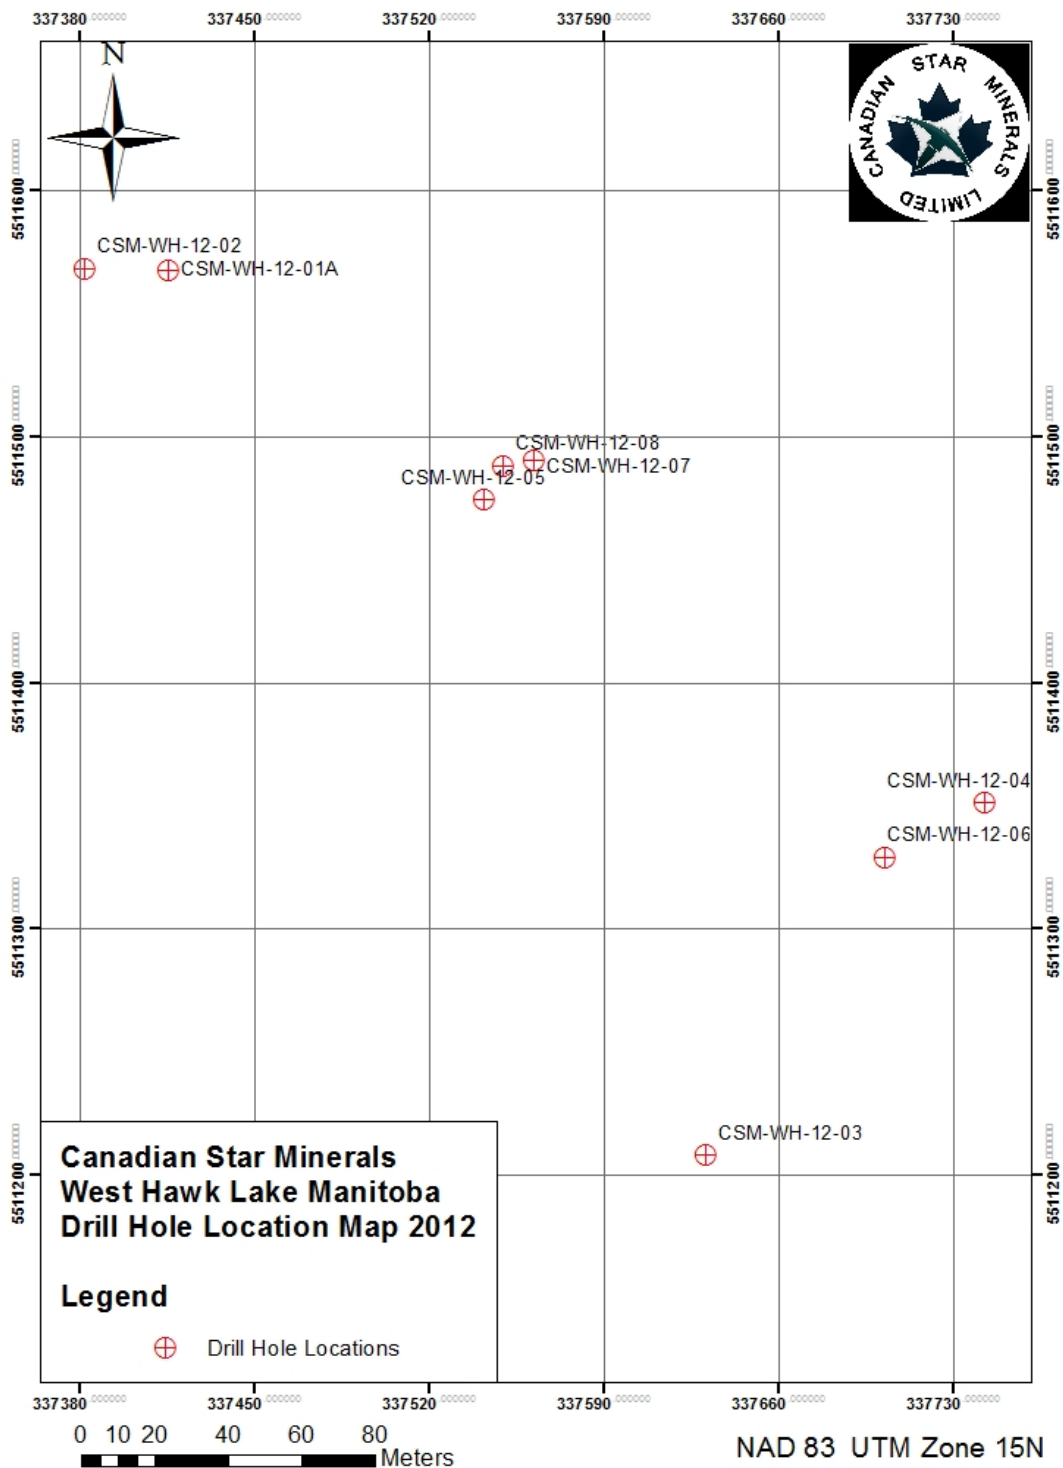 337380 337450 337520 337590 337660 337730
N
CANADIAN STAR MINERALS LIMITED
5511600 5511600
CSM-WH-12-02
CSM-WH-12-01A
5511500 5511500
CSM-WH-12-08
CSM-WH-12-07
CSM-WH-12-05
5511400 5511400
CSM-WH-12-04
CSM-WH-12-06
5511300 5511300
CSM-WH-12-03
5511200 5511200
Canadian Star Minerals
West Hawk Lake Manitoba
Drill Hole Location Map 2012
Legend
Drill Hole Locations
337380 337450 337520 337590 337660 337730
0 10 20 40 60 80
Meters
NAD 83 UTM Zone 15N